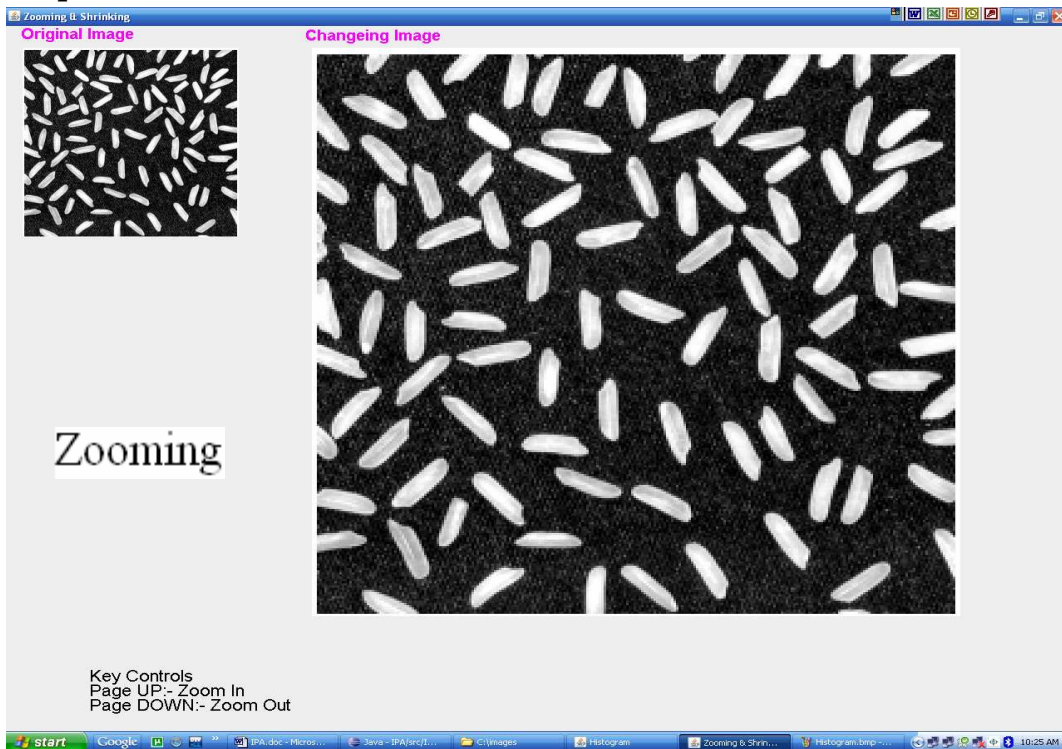 Zooming & Shrinking
Original Image
Changeing Image
Zooming
Key Controls
Page UP:- Zoom In
Page DOWN:- Zoom Out
start
Google
IPA.doc - Micros...
Java - IPA/src/I...
C:\images
Histogram
Zooming & Shrin...
Histogram.bmp -...
10:25 AM